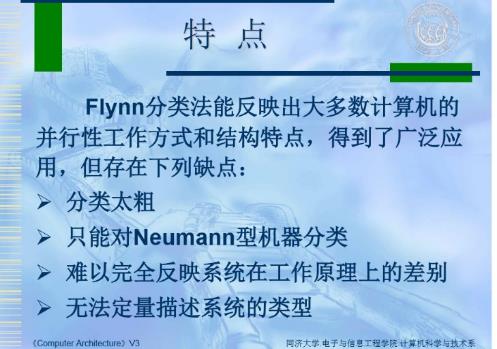 特 点
Flynn分类法能反映出大多数计算机的
并行性工作方式和结构特点，得到了广泛应
用，但存在下列缺点：
➢ 分类太粗
➢ 只能对Neumann型机器分类
➢ 难以完全反映系统在工作原理上的差别
➢ 无法定量描述系统的类型
《Computer Architecture》V3
同济大学 电子与信息工程学院 计算机科学与技术系